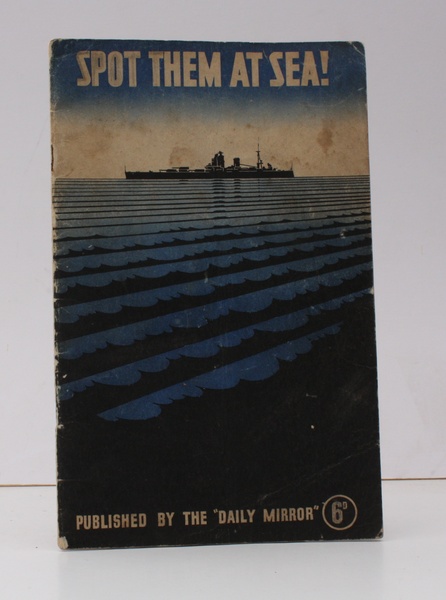 SPOT THEM AT SEA!
PUBLISHED BY THE "DAILY MIRROR" 6D